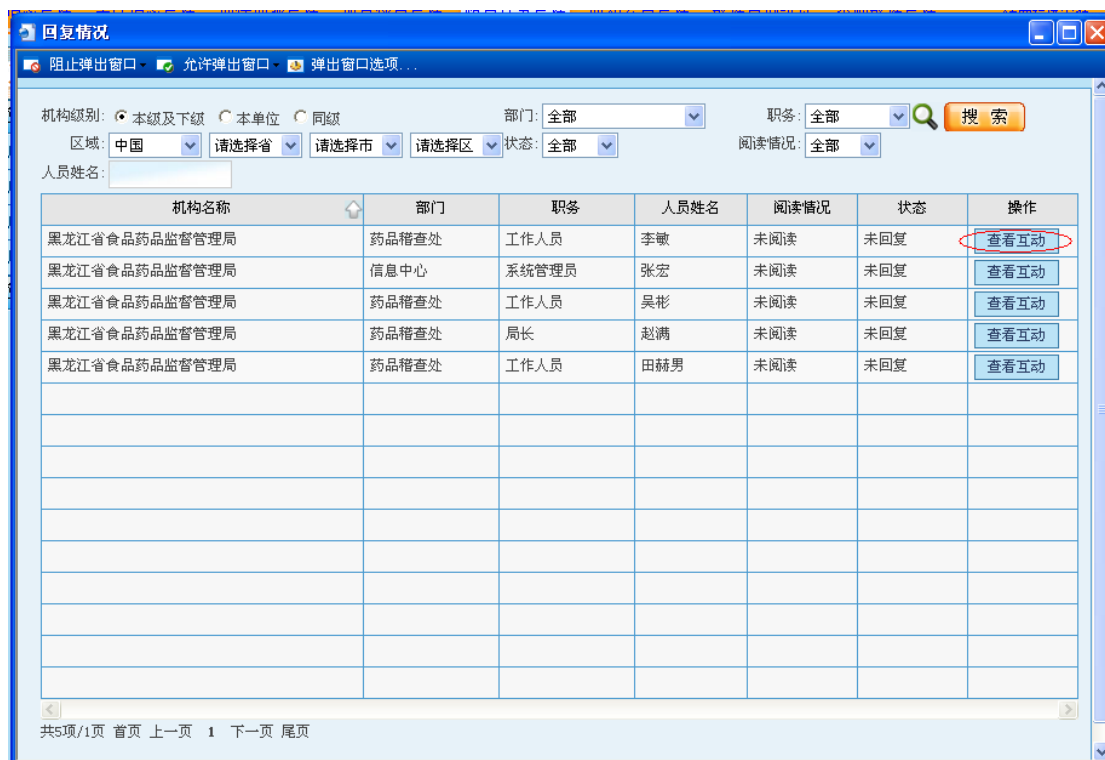 回复情况
阻止弹出窗口 允许弹出窗口 弹出窗口选项...
机构级别: 本级及下级 本单位 同级 部门: 全部 职务: 全部 搜 索
区域: 中国 请选择省 请选择市 请选择区 状态: 全部 阅读情况: 全部
人员姓名:
机构名称 部门 职务 人员姓名 阅读情况 状态 操作
黑龙江省食品药品监督管理局 药品稽查处 工作人员 李敏 未阅读 未回复 查看互动
黑龙江省食品药品监督管理局 信息中心 系统管理员 张宏 未阅读 未回复 查看互动
黑龙江省食品药品监督管理局 药品稽查处 工作人员 吴彬 未阅读 未回复 查看互动
黑龙江省食品药品监督管理局 药品稽查处 局长 赵满 未阅读 未回复 查看互动
黑龙江省食品药品监督管理局 药品稽查处 工作人员 田赫男 未阅读 未回复 查看互动
共5项/1页 首页 上一页 1 下一页 尾页